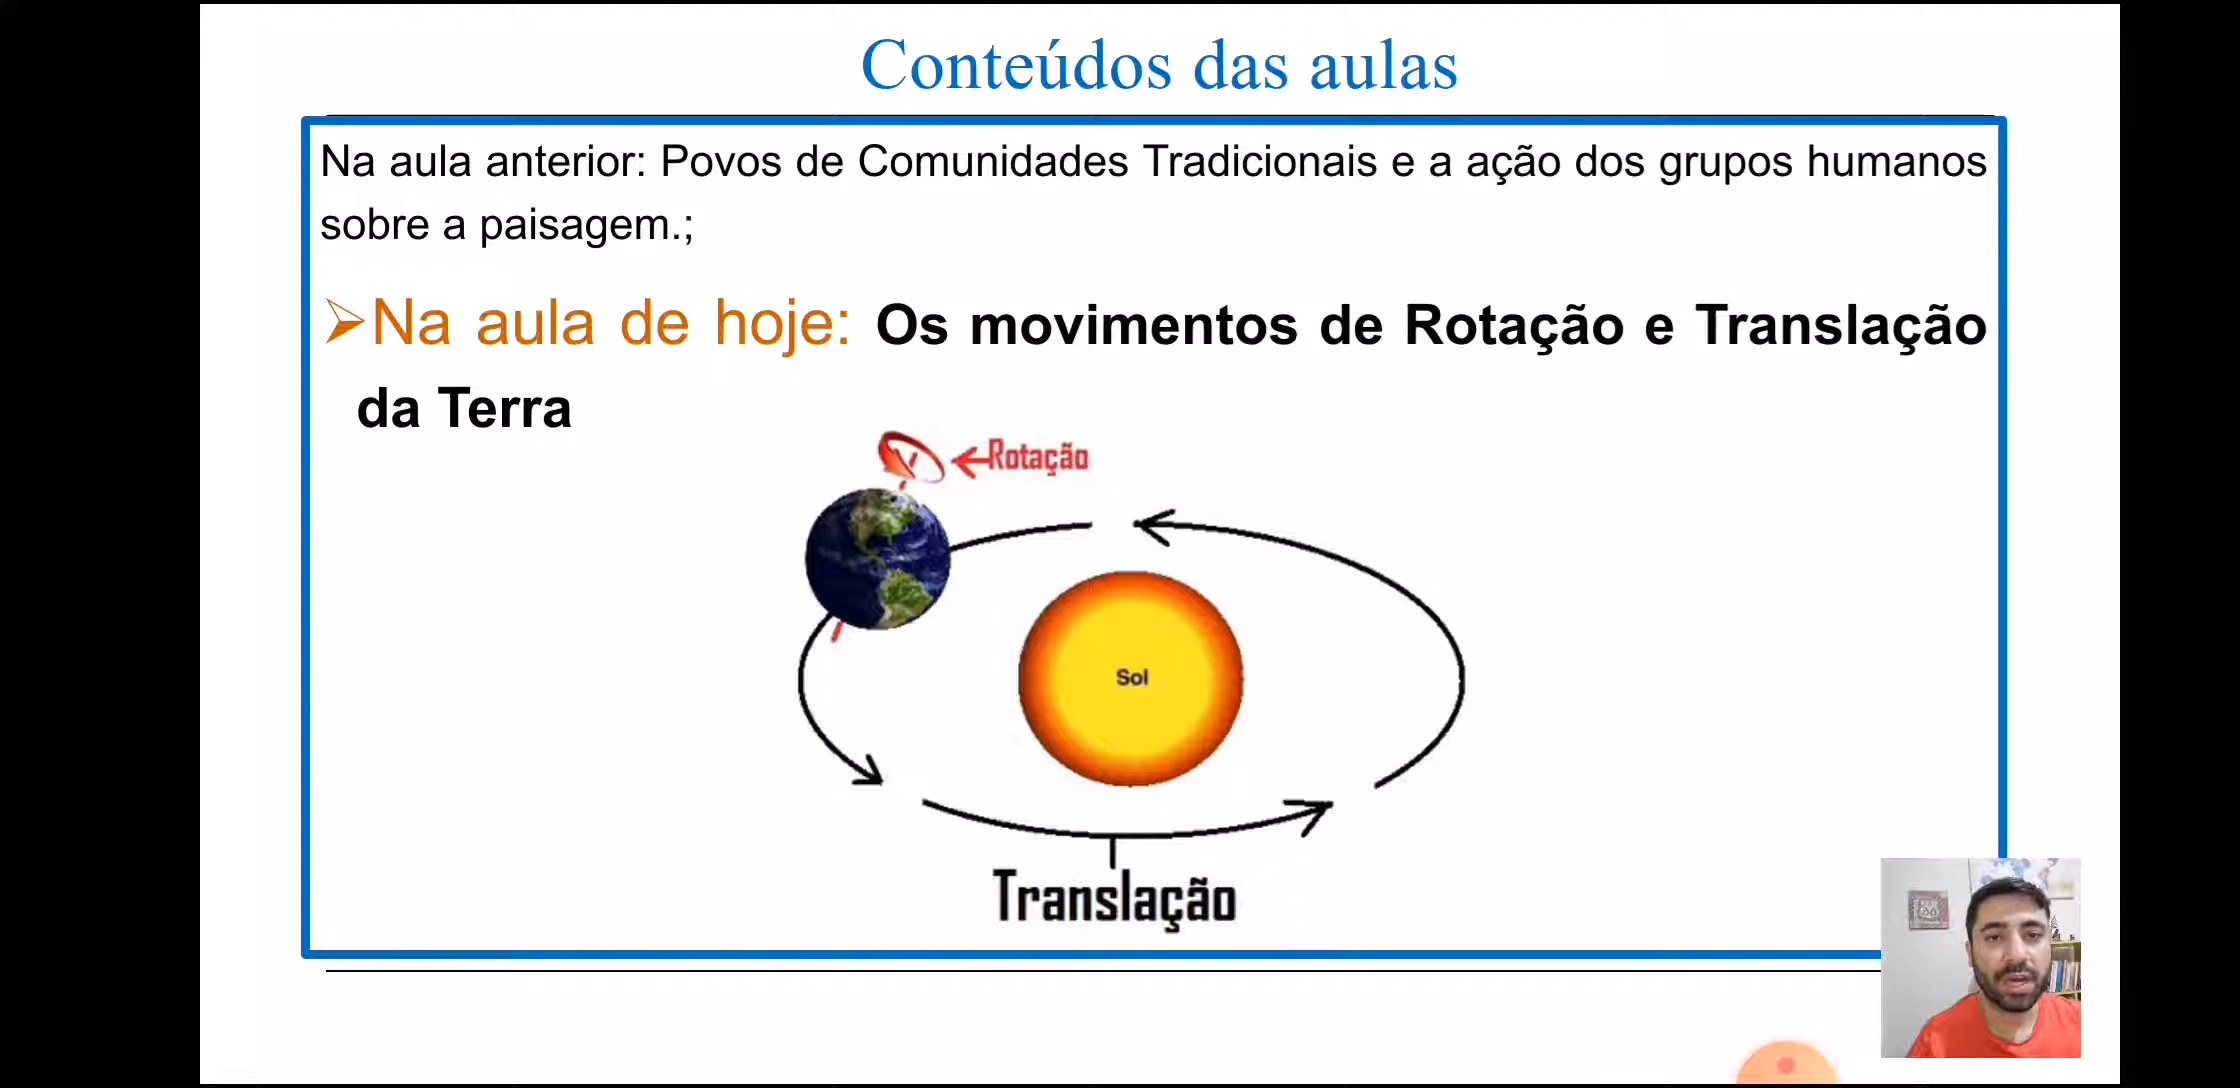 Conteúdos das aulas
Na aula anterior: Povos de Comunidades Tradicionais e a ação dos grupos humanos
sobre a paisagem.;
➢Na aula de hoje: Os movimentos de Rotação e Translação
da Terra
Rotação
Sol
Translação